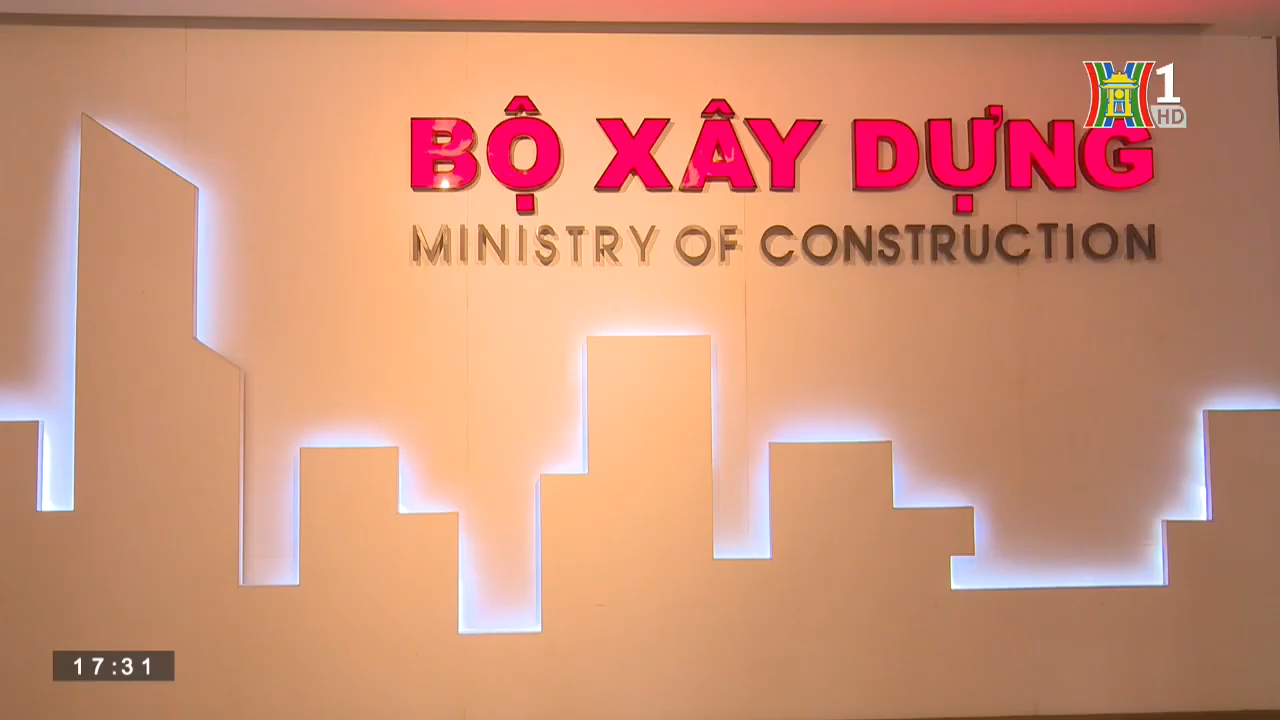 1
HD
BỘ XÂY DỰNG
MINISTRY OF CONSTRUCTION
17:31